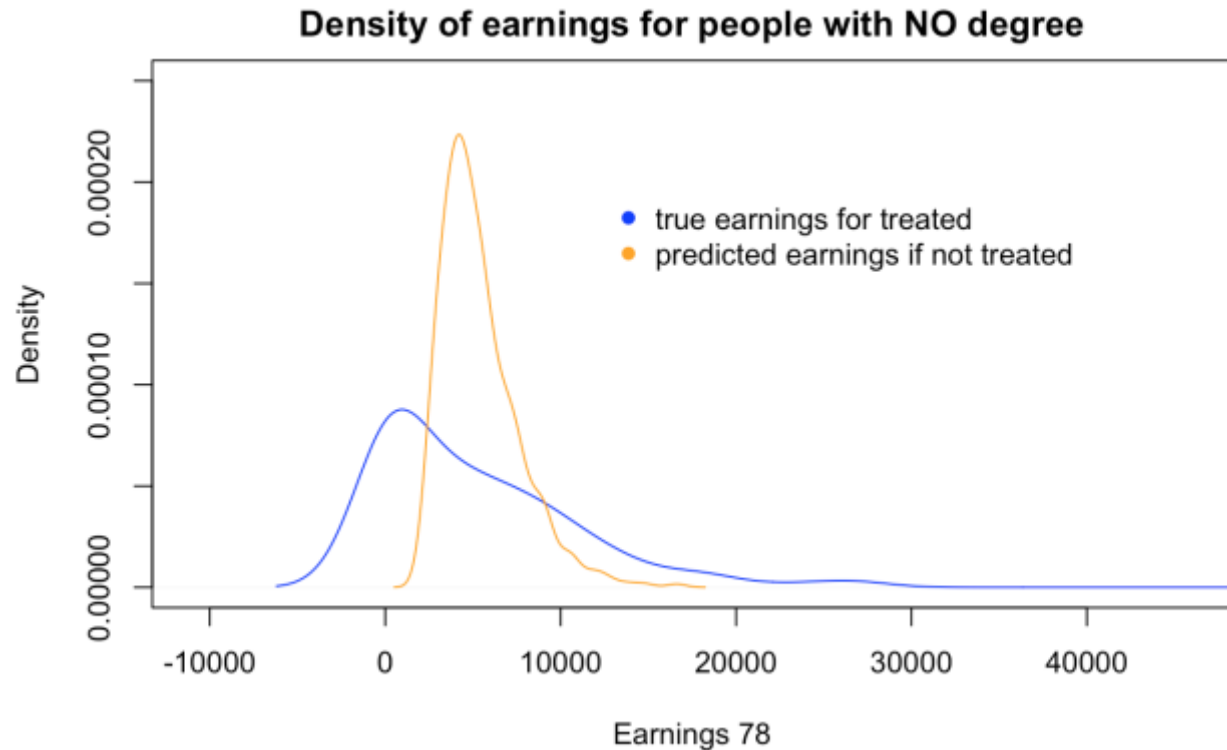 Density of earnings for people with NO degree
0.00020
0.00010
0.00000
Density
true earnings for treated
predicted earnings if not treated
-10000 0 10000 20000 30000 40000
Earnings 78